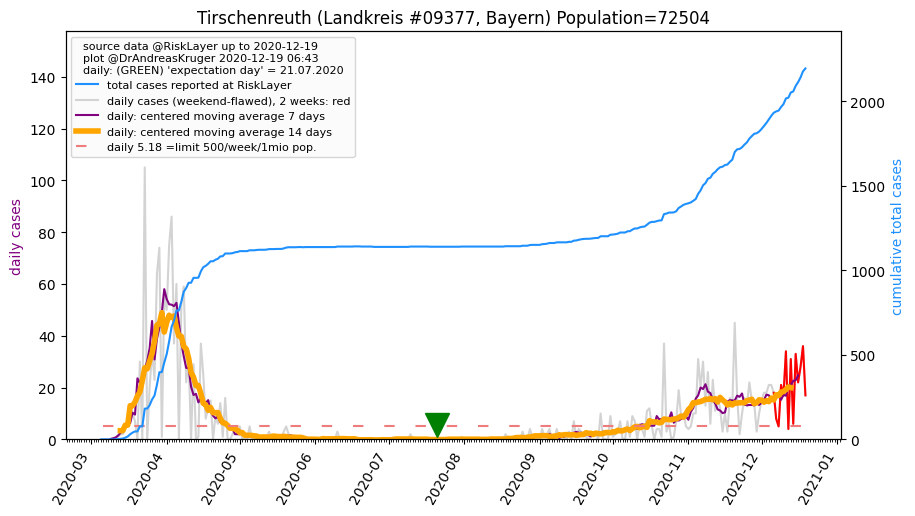 Tirschenreuth (Landkreis #09377, Bayern) Population=72504
source data @RiskLayer up to 2020-12-19
plot @DrAndreasKruger 2020-12-19 06:43
daily: (GREEN) 'expectation day' = 21.07.2020
total cases reported at RiskLayer
daily cases (weekend-flawed), 2 weeks: red
daily: centered moving average 7 days
daily: centered moving average 14 days
daily 5.18 =limit 500/week/1mio pop.
daily cases
140
120
100
80
60
40
20
0
cumulative total cases
2000
1500
1000
500
0
2020-03
2020-04
2020-05
2020-06
2020-07
2020-08
2020-09
2020-10
2020-11
2020-12
2021-01